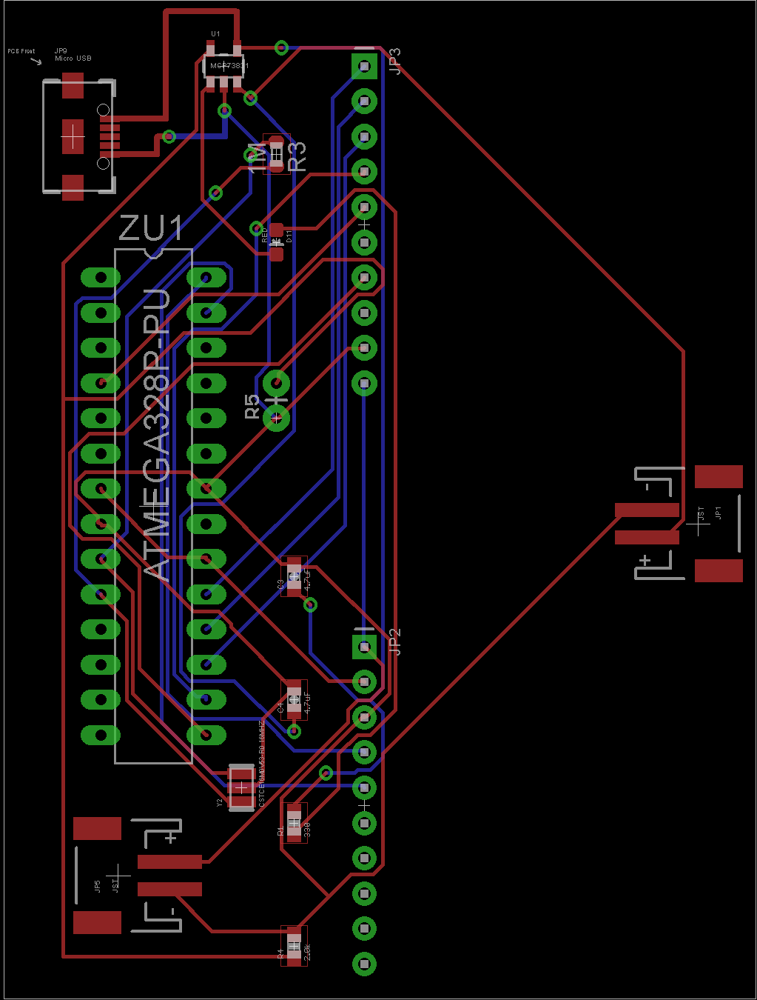 U1
PCB Front
JP9
Micro USB
MCP73831
JP3
1M
R3
ZU1
RED
D11
ATMEGA328P-PU
R5
-
JST
JP1
+
C3
4.7uF
JP2
C4
4.7uF
CSTCE16M0V53-R0 16MHZ
Y2
R1
330
+
JP5
JST
-
R4
2.0k